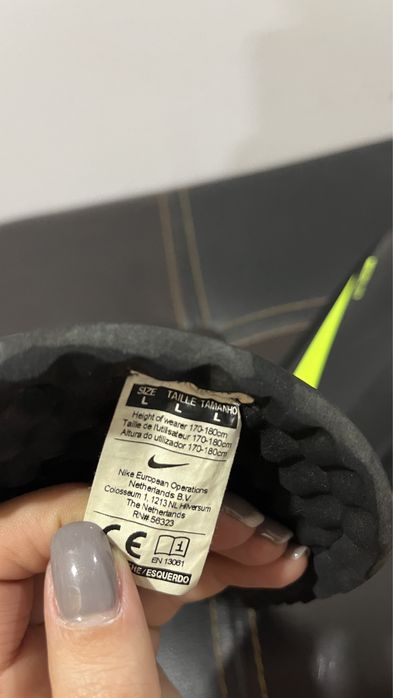 SIZE TAILLE TAMANHO
L L L
Height of wearer 170-180cm
Taille de l'utilisateur 170-180cm
Altura do utilizador 170-180cm
Nike European Operations
Netherlands B.V.
Colosseum 1, 1213 NL Hilversum
The Netherlands
RN# 56323
CE
EN 13061
/ESQUERDO